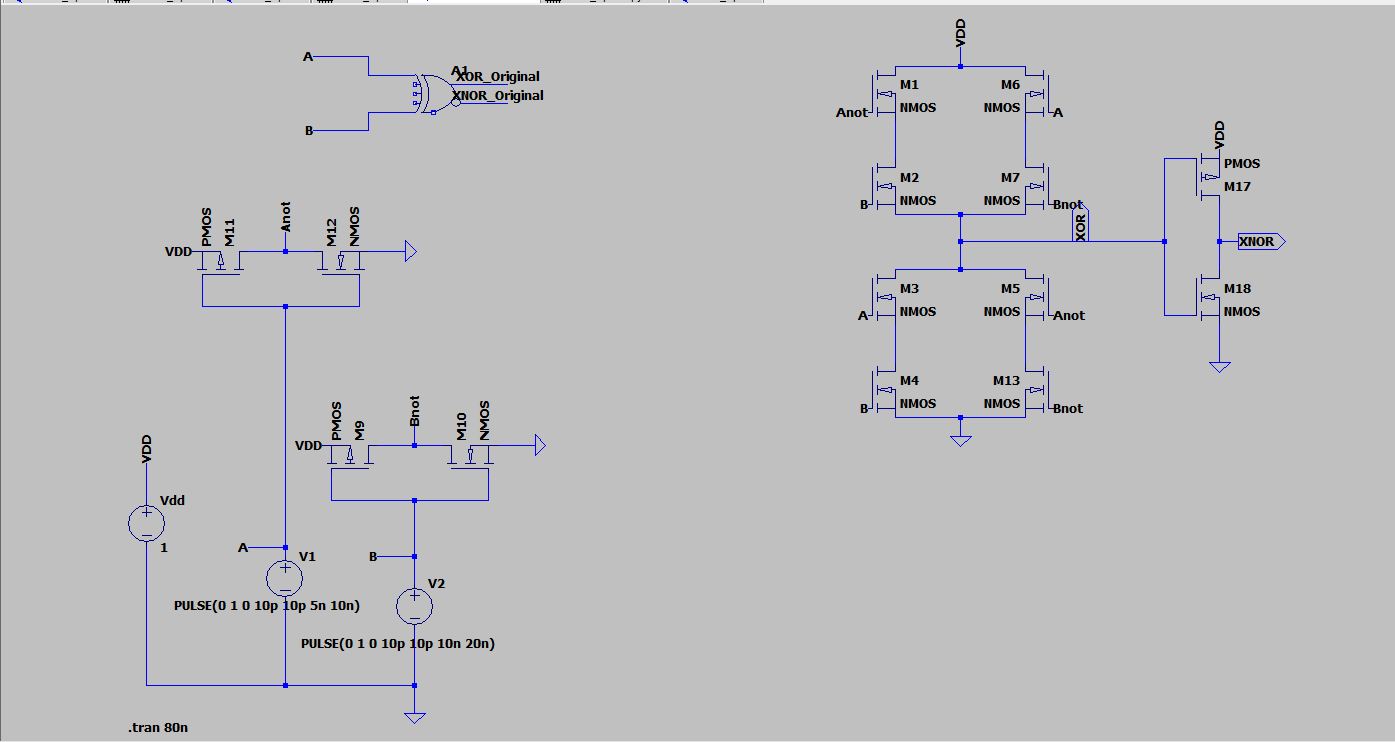 A
A1
XOR_Original
XNOR_Original
B
VDD
PMOS
M11
Anot
M12
NMOS
VDD
PMOS
M9
Bnot
M10
NMOS
VDD
Vdd
1
A
V1
PULSE(0 1 0 10p 10p 5n 10n)
B
V2
PULSE(0 1 0 10p 10p 10n 20n)
.tran 80n
VDD
M1
NMOS
Anot
M6
NMOS
A
M2
NMOS
B
M7
NMOS
Bnot
XOR
M3
NMOS
A
M5
NMOS
Anot
M4
NMOS
B
M13
NMOS
Bnot
VDD
PMOS
M17
XNOR
M18
NMOS